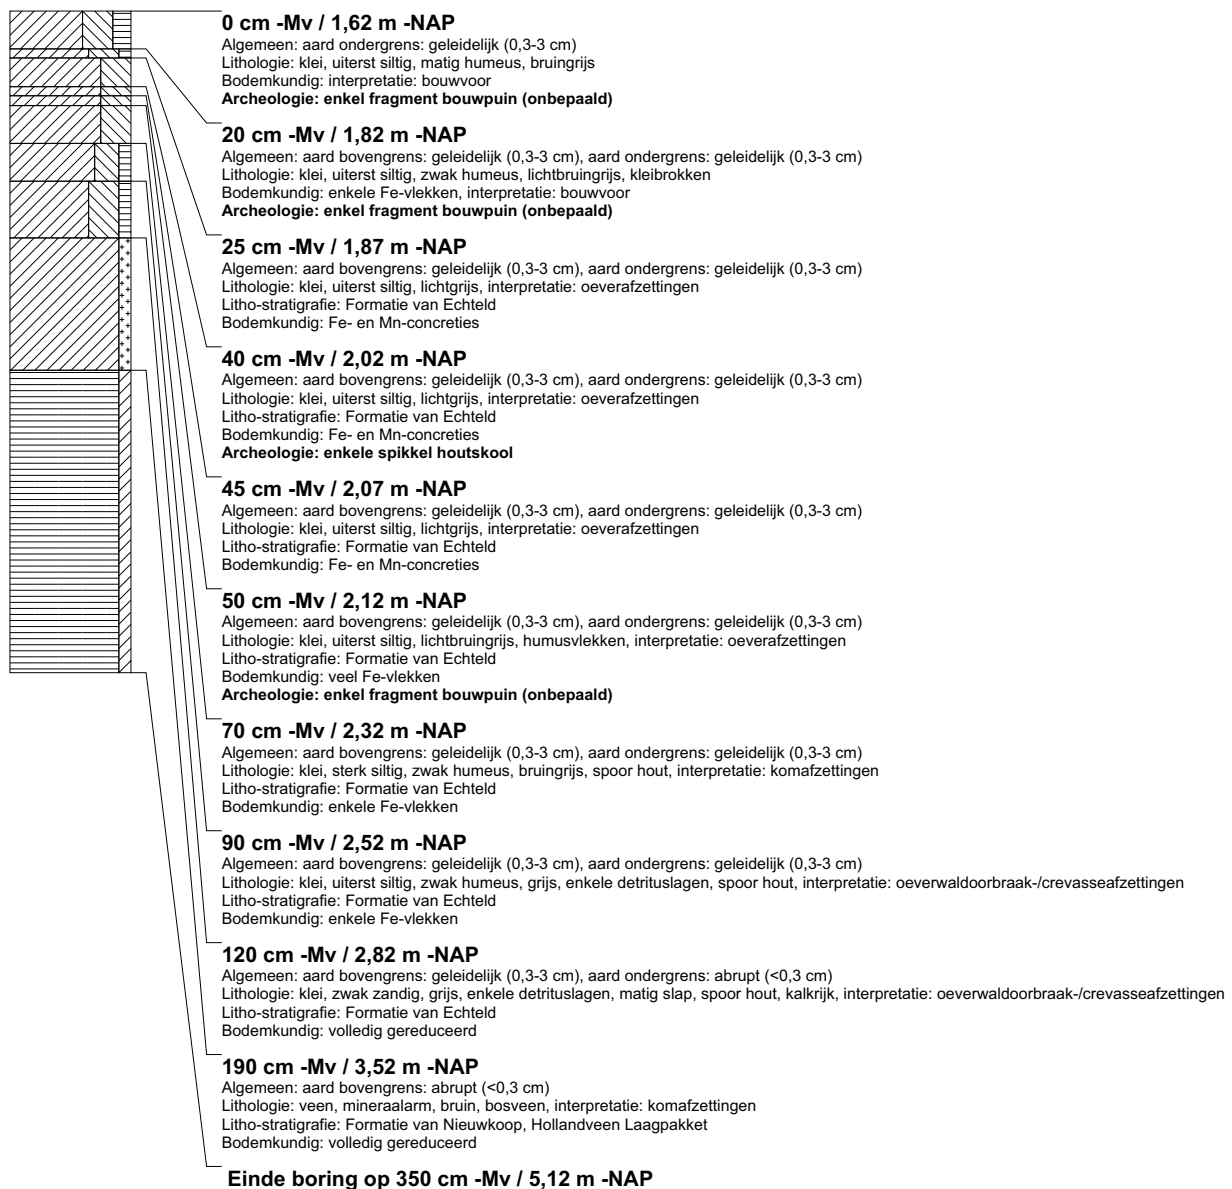 0 cm -Mv / 1,62 m -NAP
Algemeen: aard ondergrens: geleidelijk (0,3-3 cm)
Lithologie: klei, uiterst siltig, matig humeus, bruingrijs
Bodemkundig: interpretatie: bouwvoor
Archeologie: enkel fragment bouwpuin (onbepaald)
20 cm -Mv / 1,82 m -NAP
Algemeen: aard bovengrens: geleidelijk (0,3-3 cm), aard ondergrens: geleidelijk (0,3-3 cm)
Lithologie: klei, uiterst siltig, zwak humeus, lichtbruingrijs, kleibrokken
Bodemkundig: enkele Fe-vlekken, interpretatie: bouwvoor
Archeologie: enkel fragment bouwpuin (onbepaald)
25 cm -Mv / 1,87 m -NAP
Algemeen: aard bovengrens: geleidelijk (0,3-3 cm), aard ondergrens: geleidelijk (0,3-3 cm)
Lithologie: klei, uiterst siltig, lichtgrijs, interpretatie: oeverafzettingen
Litho-stratigrafie: Formatie van Echteld
Bodemkundig: Fe- en Mn-concreties
40 cm -Mv / 2,02 m -NAP
Algemeen: aard bovengrens: geleidelijk (0,3-3 cm), aard ondergrens: geleidelijk (0,3-3 cm)
Lithologie: klei, uiterst siltig, lichtgrijs, interpretatie: oeverafzettingen
Litho-stratigrafie: Formatie van Echteld
Bodemkundig: Fe- en Mn-concreties
Archeologie: enkele spikkel houtskool
45 cm -Mv / 2,07 m -NAP
Algemeen: aard bovengrens: geleidelijk (0,3-3 cm), aard ondergrens: geleidelijk (0,3-3 cm)
Lithologie: klei, uiterst siltig, lichtgrijs, interpretatie: oeverafzettingen
Litho-stratigrafie: Formatie van Echteld
Bodemkundig: Fe- en Mn-concreties
50 cm -Mv / 2,12 m -NAP
Algemeen: aard bovengrens: geleidelijk (0,3-3 cm), aard ondergrens: geleidelijk (0,3-3 cm)
Lithologie: klei, uiterst siltig, lichtbruingrijs, humusvlekken, interpretatie: oeverafzettingen
Litho-stratigrafie: Formatie van Echteld
Bodemkundig: veel Fe-vlekken
Archeologie: enkel fragment bouwpuin (onbepaald)
70 cm -Mv / 2,32 m -NAP
Algemeen: aard bovengrens: geleidelijk (0,3-3 cm), aard ondergrens: geleidelijk (0,3-3 cm)
Lithologie: klei, sterk siltig, zwak humeus, bruingrijs, spoor hout, interpretatie: komafzettingen
Litho-stratigrafie: Formatie van Echteld
Bodemkundig: enkele Fe-vlekken
90 cm -Mv / 2,52 m -NAP
Algemeen: aard bovengrens: geleidelijk (0,3-3 cm), aard ondergrens: geleidelijk (0,3-3 cm)
Lithologie: klei, uiterst siltig, zwak humeus, grijs, enkele detrituslagen, spoor hout, interpretatie: oeverwaldoorbraak-/crevasseafzettingen
Litho-stratigrafie: Formatie van Echteld
Bodemkundig: enkele Fe-vlekken
120 cm -Mv / 2,82 m -NAP
Algemeen: aard bovengrens: geleidelijk (0,3-3 cm), aard ondergrens: abrupt (<0,3 cm)
Lithologie: klei, zwak zandig, grijs, enkele detrituslagen, matig slap, spoor hout, kalkrijk, interpretatie: oeverwaldoorbraak-/crevasseafzettingen
Litho-stratigrafie: Formatie van Echteld
Bodemkundig: volledig gereduceerd
190 cm -Mv / 3,52 m -NAP
Algemeen: aard bovengrens: abrupt (<0,3 cm)
Lithologie: veen, mineraalarm, bruin, bosveen, interpretatie: komafzettingen
Litho-stratigrafie: Formatie van Nieuwkoop, Hollandveen Laagpakket
Bodemkundig: volledig gereduceerd
Einde boring op 350 cm -Mv / 5,12 m -NAP